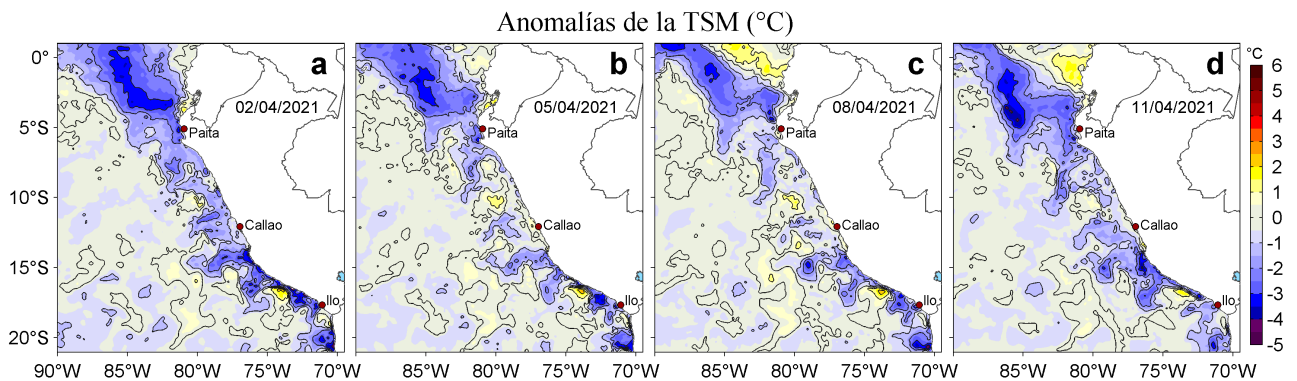 Anomalías de la TSM (°C)
a b c d
02/04/2021 05/04/2021 08/04/2021 11/04/2021
Paita Paita Paita Paita
Callao Callao Callao Callao
Ilo Ilo Ilo Ilo
0°
5°S
10°S
15°S
20°S
90°W 85°W 80°W 75°W 70°W 85°W 80°W 75°W 70°W 85°W 80°W 75°W 70°W 85°W 80°W 75°W 70°W
°C
6
5
4
3
2
1
0
-1
-2
-3
-4
-5